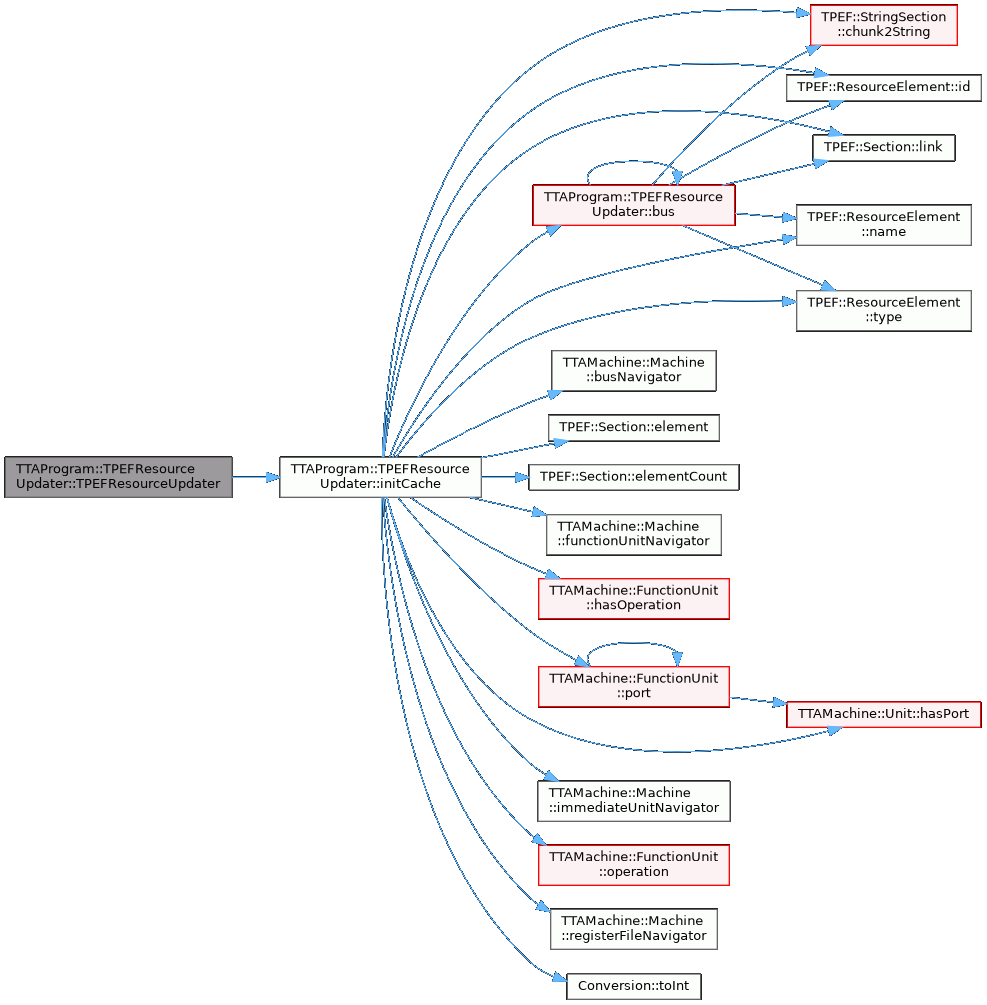 TPEF::StringSection
::chunk2String
TPEF::ResourceElement::id
TPEF::Section::link
TTAProgram::TPEFResource
Updater::bus
TPEF::ResourceElement
::name
TPEF::ResourceElement
::type
TTAMachine::Machine
::busNavigator
TPEF::Section::element
TTAProgram::TPEFResource
Updater::TPEFResourceUpdater
TTAProgram::TPEFResource
Updater::initCache
TPEF::Section::elementCount
TTAMachine::Machine
::functionUnitNavigator
TTAMachine::FunctionUnit
::hasOperation
TTAMachine::FunctionUnit
::port
TTAMachine::Unit::hasPort
TTAMachine::Machine
::immediateUnitNavigator
TTAMachine::FunctionUnit
::operation
TTAMachine::Machine
::registerFileNavigator
Conversion::toInt